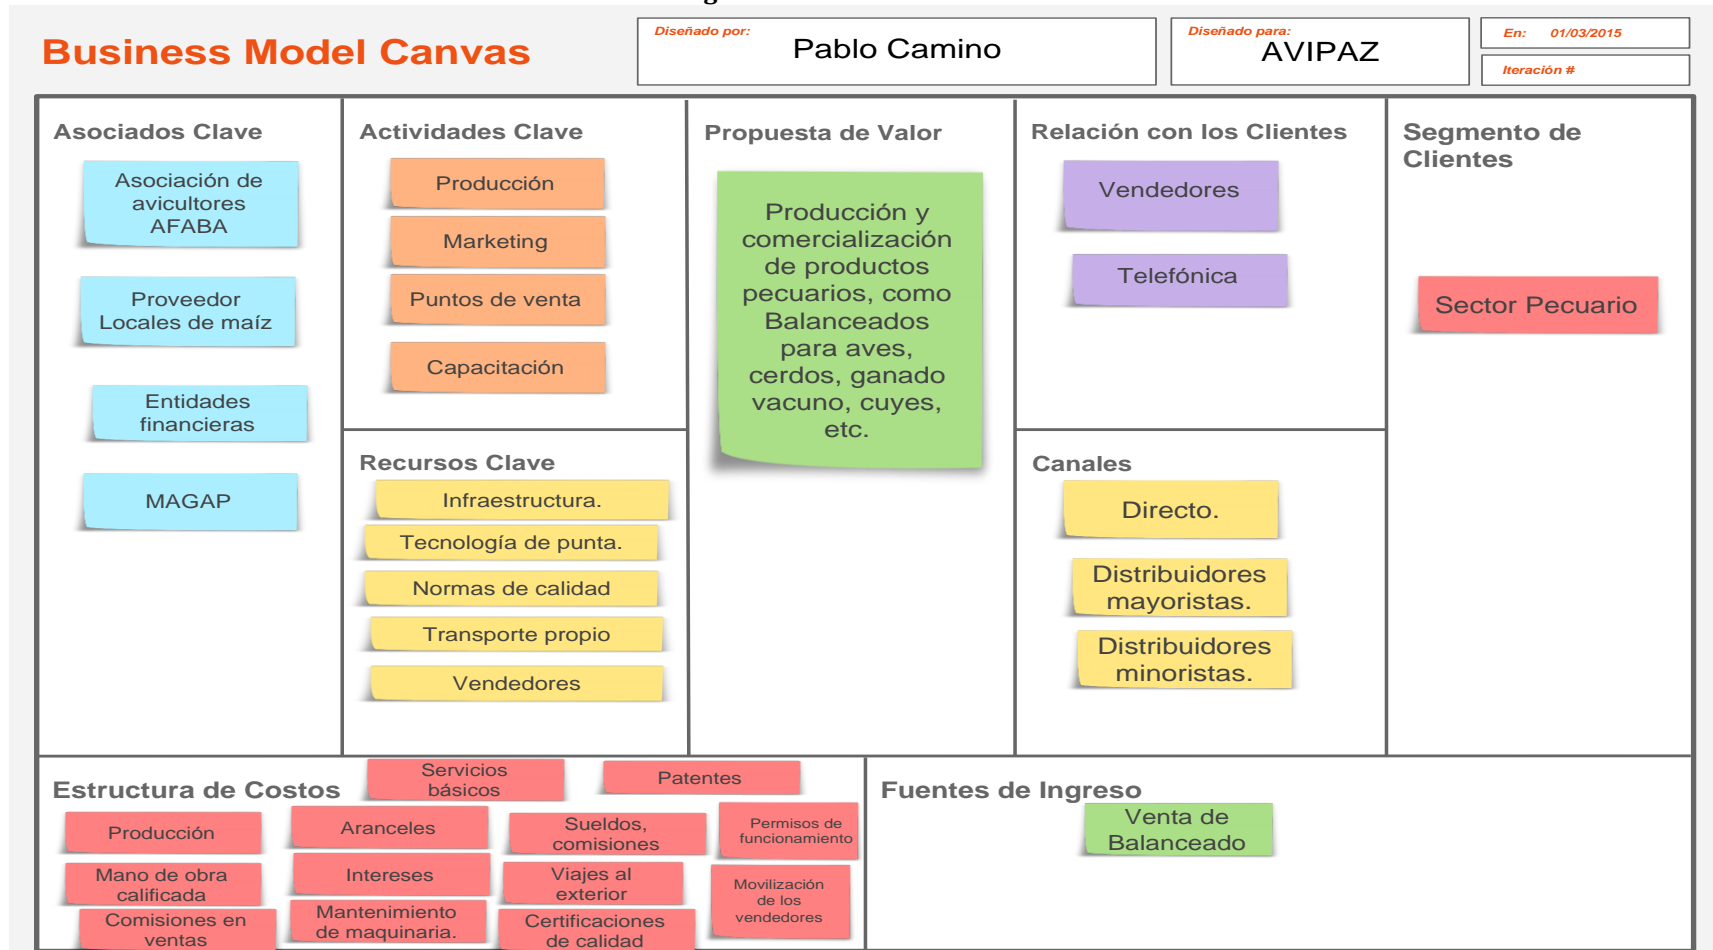 Business Model Canvas
Diseñado por:
Pablo Camino
Diseñado para:
AVIPAZ
En: 01/03/2015
Iteración #
Asociados Clave
Asociación de
avicultores
AFABA
Proveedor
Locales de maíz
Entidades
financieras
MAGAP
Actividades Clave
Producción
Marketing
Puntos de venta
Capacitación
Recursos Clave
Infraestructura.
Tecnología de punta.
Normas de calidad
Transporte propio
Vendedores
Propuesta de Valor
Producción y
comercialización
de productos
pecuarios, como
Balanceados
para aves,
cerdos, ganado
vacuno, cuyes,
etc.
Relación con los Clientes
Vendedores
Telefónica
Canales
Directo.
Distribuidores
mayoristas.
Distribuidores
minoristas.
Segmento de
Clientes
Sector Pecuario
Estructura de Costos
Servicios
básicos
Patentes
Producción
Aranceles
Sueldos,
comisiones
Permisos de
funcionamiento
Mano de obra
calificada
Intereses
Viajes al
exterior
Movilización
de los
vendedores
Comisiones en
ventas
Mantenimiento
de maquinaria.
Certificaciones
de calidad
Fuentes de Ingreso
Venta de
Balanceado